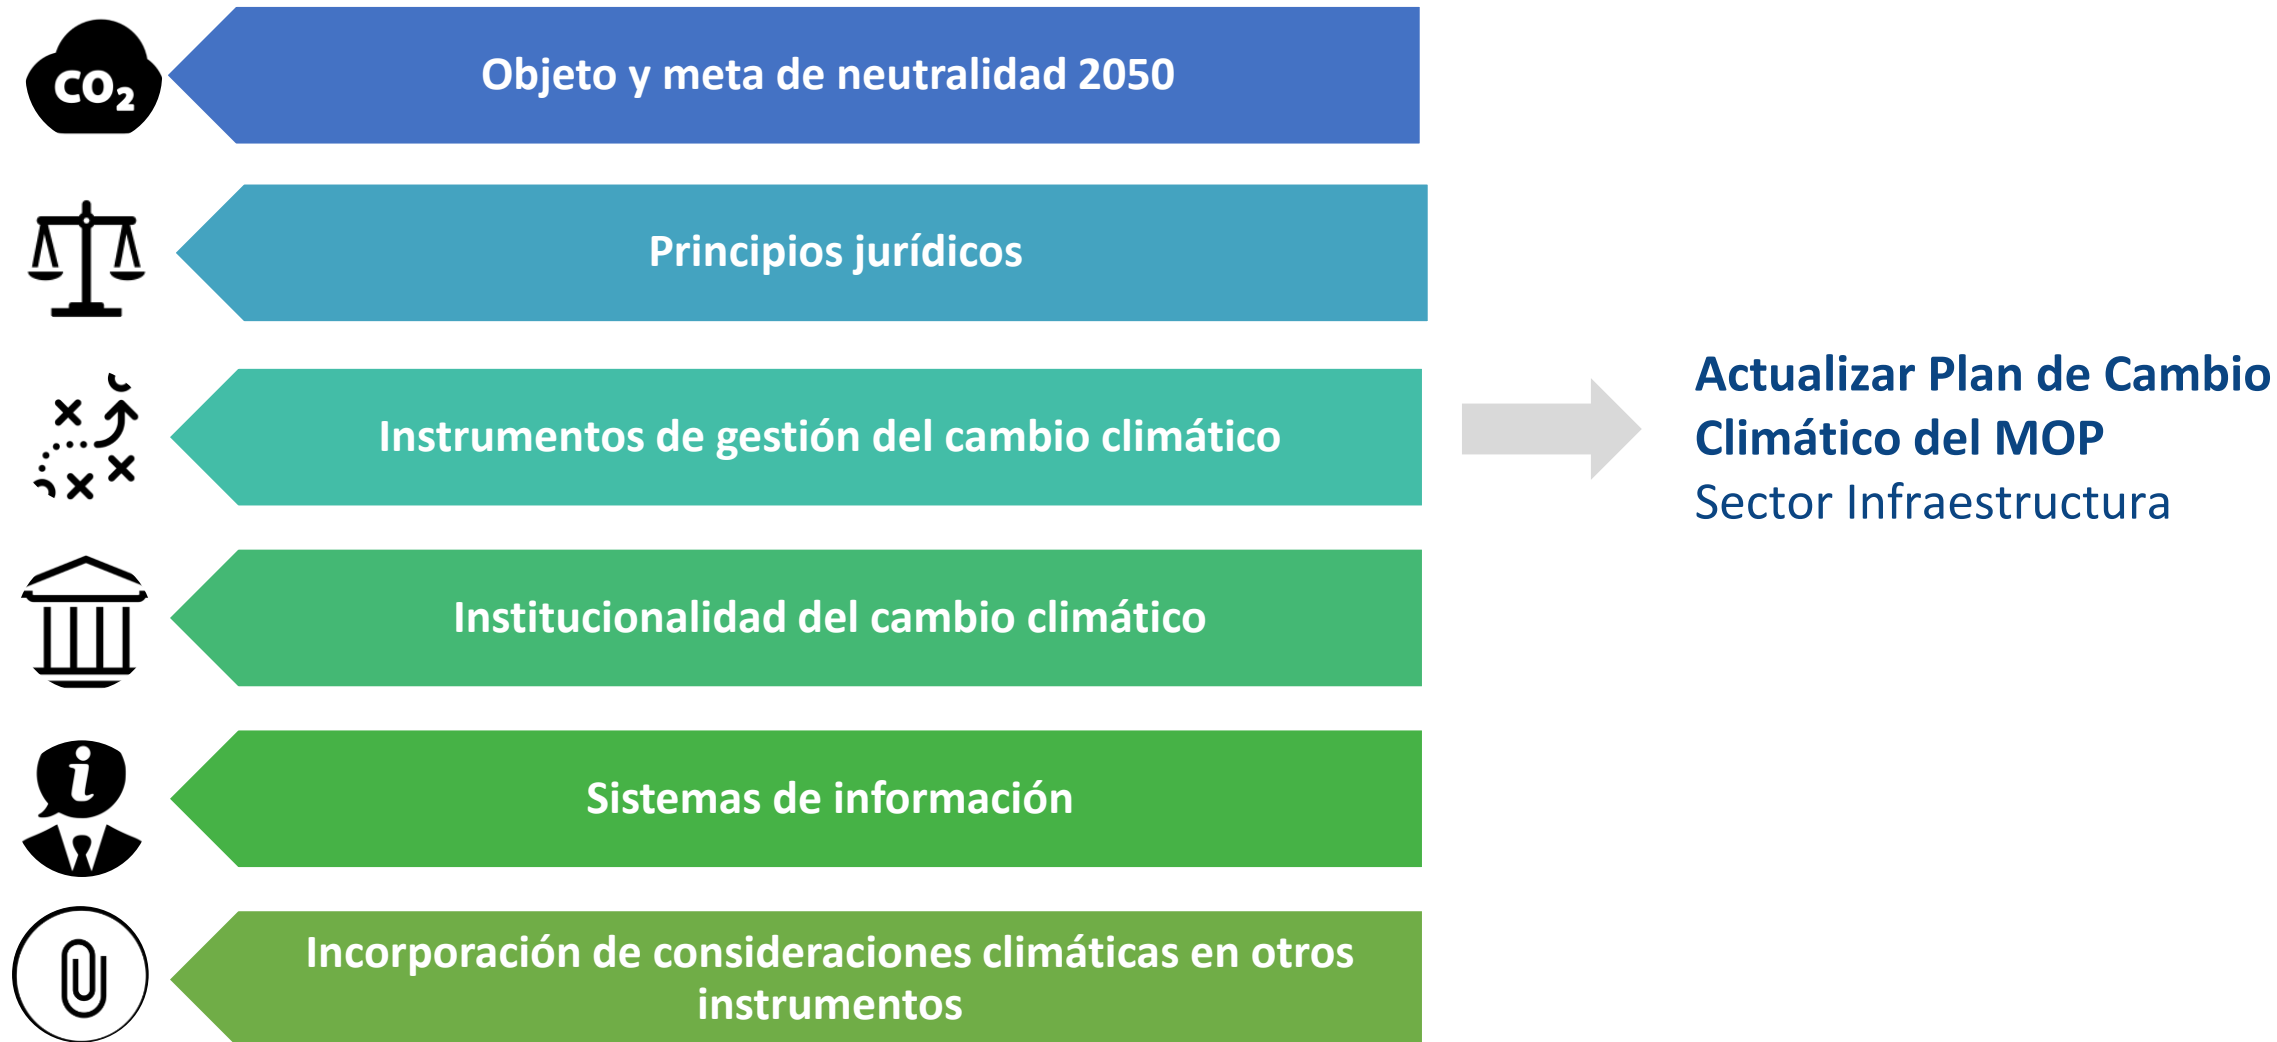 CO₂
Objeto y meta de neutralidad 2050
Principios jurídicos
Instrumentos de gestión del cambio climático
Actualizar Plan de Cambio
Climático del MOP
Sector Infraestructura
Institucionalidad del cambio climático
i
Sistemas de información
Incorporación de consideraciones climáticas en otros
instrumentos